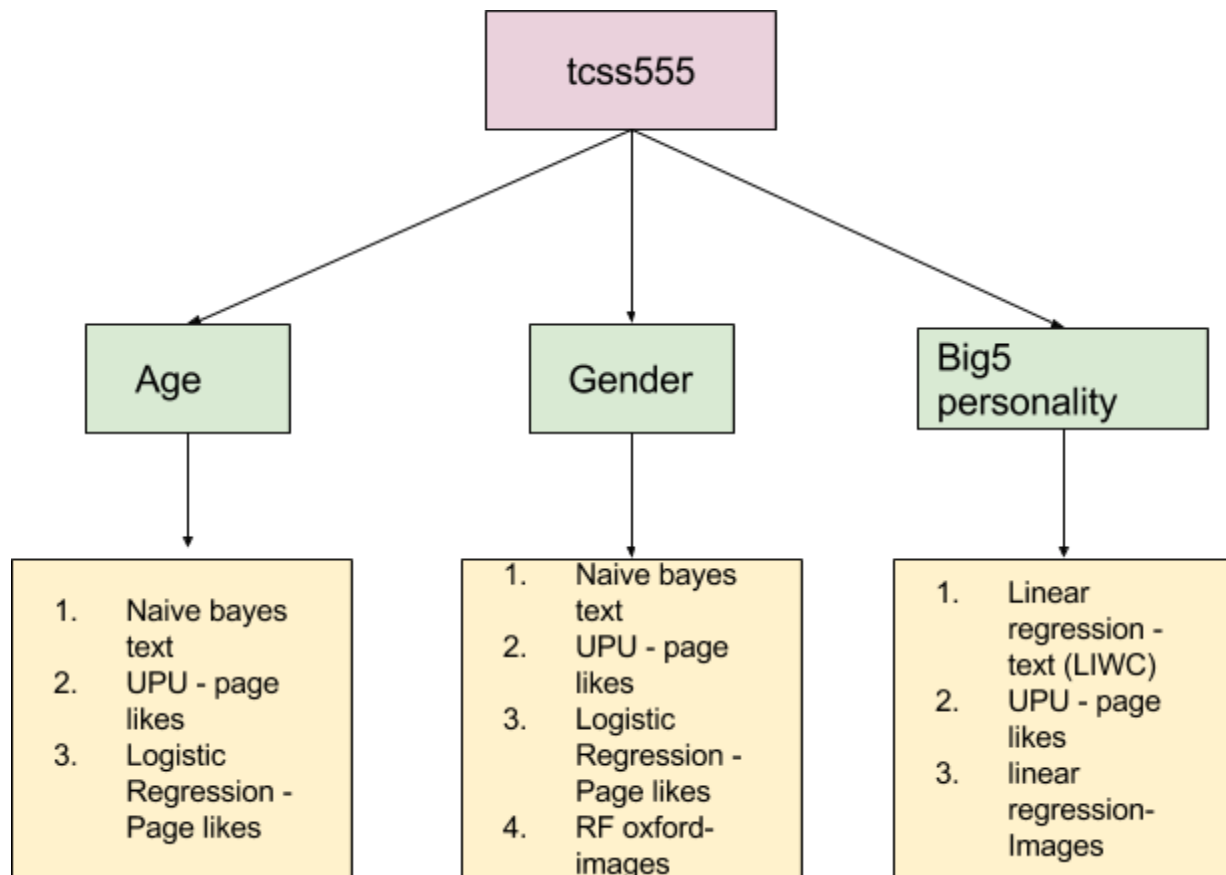 tcss555
Age
Gender
Big5
personality
1. Naive bayes
text
2. UPU - page
likes
3. Logistic
Regression -
Page likes
1. Naive bayes
text
2. UPU - page
likes
3. Logistic
Regression -
Page likes
4. RF oxford-
images
1. Linear
regression -
text (LIWC)
2. UPU - page
likes
3. linear
regression-
Images